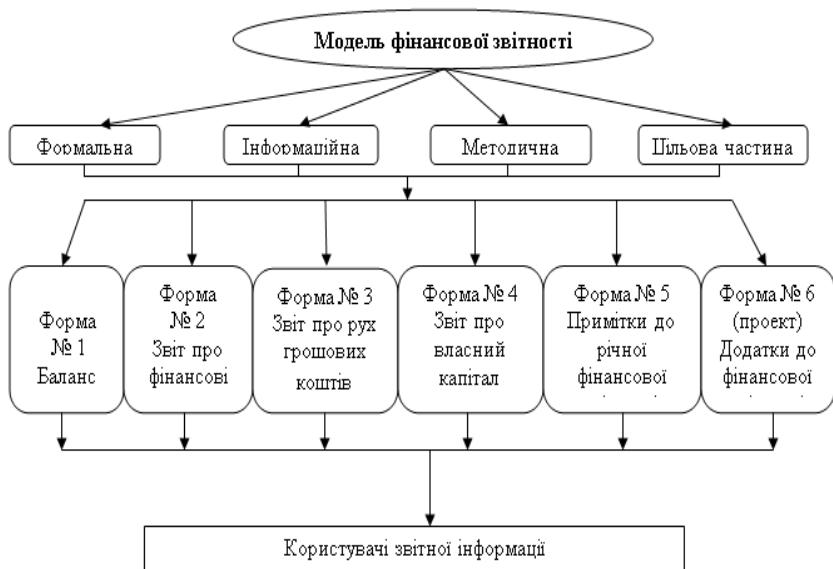 Модель фінансової звітності
Формальна
Інформаційна
Методична
Цільова частина
Форма
№ 1
Баланс
Форма
№ 2
Звіт про
фінансові
Форма № 3
Звіт про рух
грошових
коштів
Форма № 4
Звіт про
власний
капітал
Форма № 5
Примітки до
річної
фінансової
Форма № 6
(проект)
Додатки до
фінансової
Користувачі звітної інформації